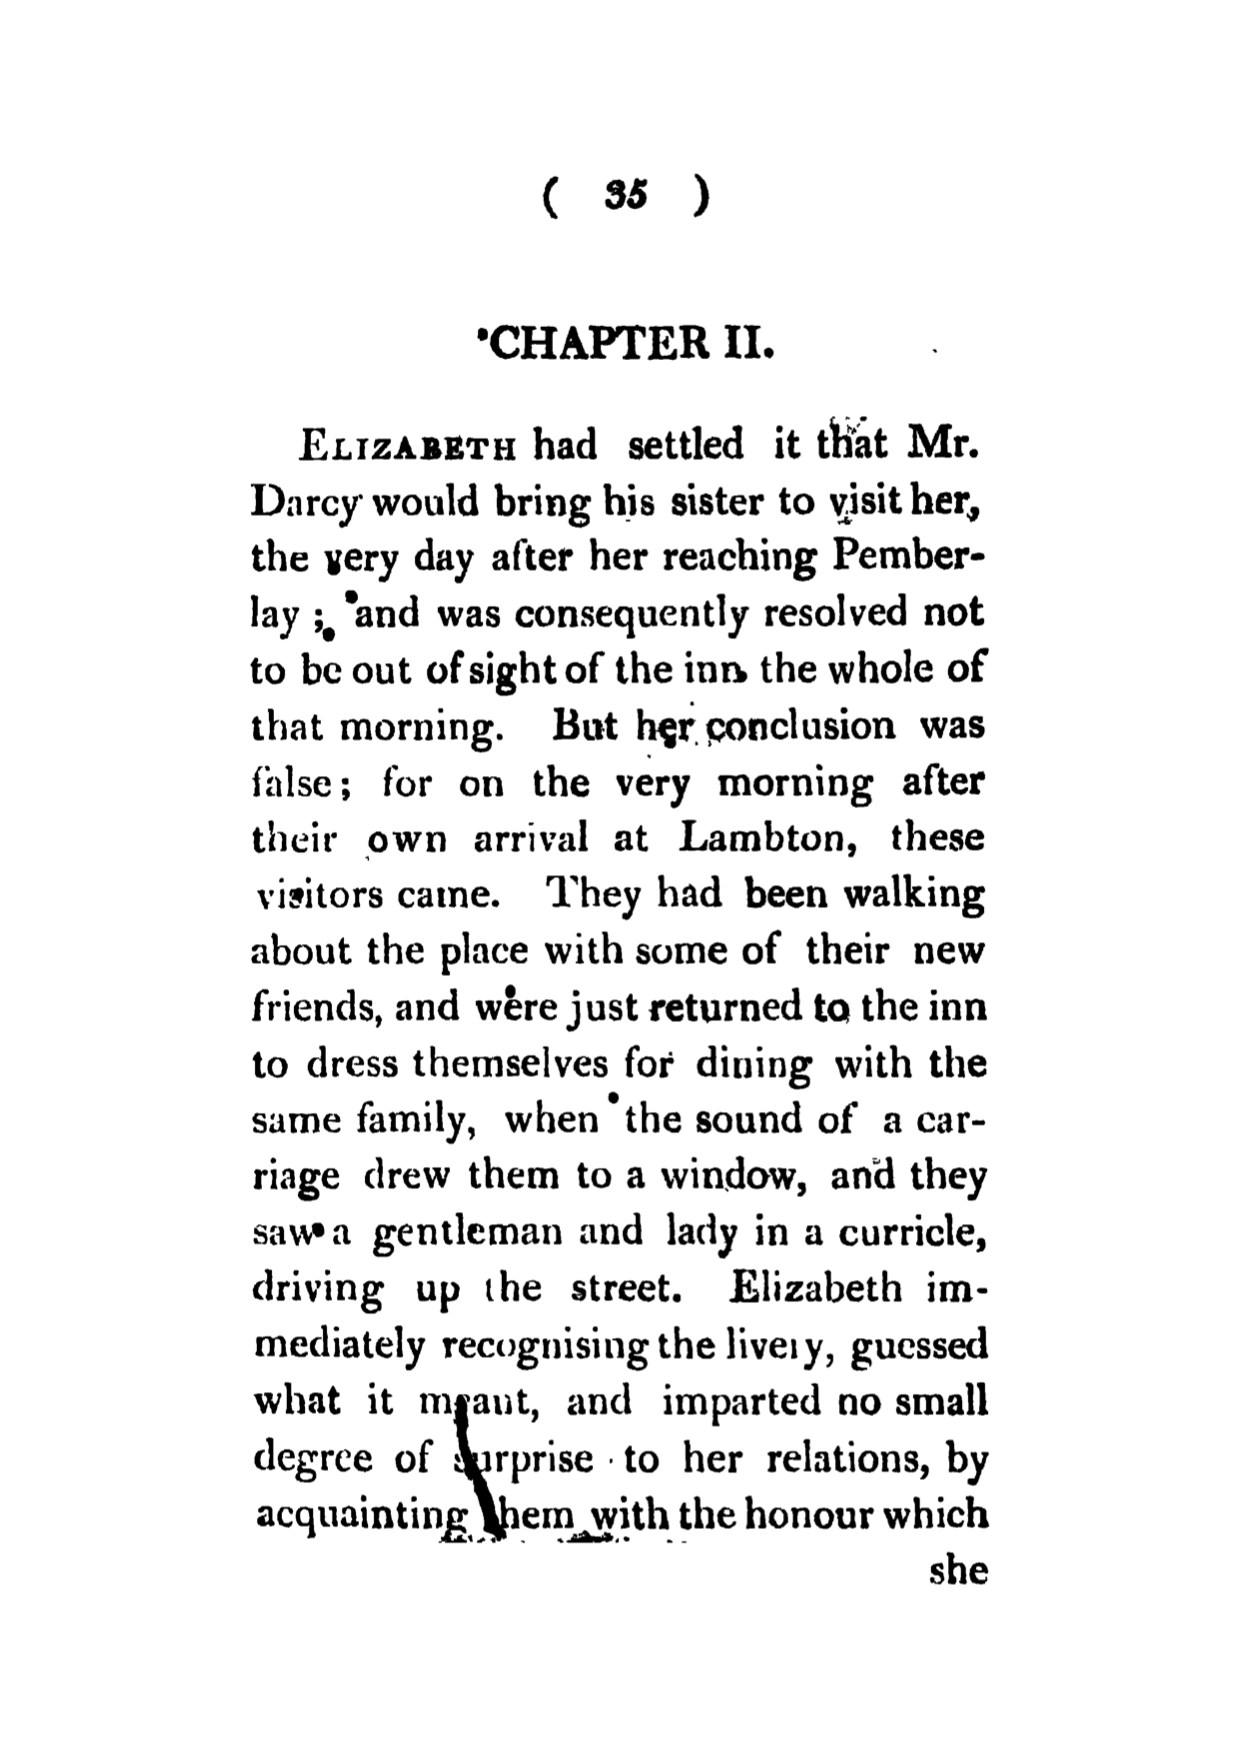 ( 35 )
CHAPTER II.
ELIZABETH had settled it that Mr.
Darcy would bring his sister to visit her,
the very day after her reaching Pember-
lay; and was consequently resolved not
to be out of sight of the inn the whole of
that morning. But her conclusion was
false; for on the very morning after
their own arrival at Lambton, these
visitors came. They had been walking
about the place with some of their new
friends, and were just returned to the inn
to dress themselves for dining with the
same family, when the sound of a car-
riage drew them to a window, and they
saw a gentleman and lady in a curricle,
driving up the street. Elizabeth im-
mediately recognising the livery, guessed
what it meant, and imparted no small
degree of surprise to her relations, by
acquainting them with the honour which
she